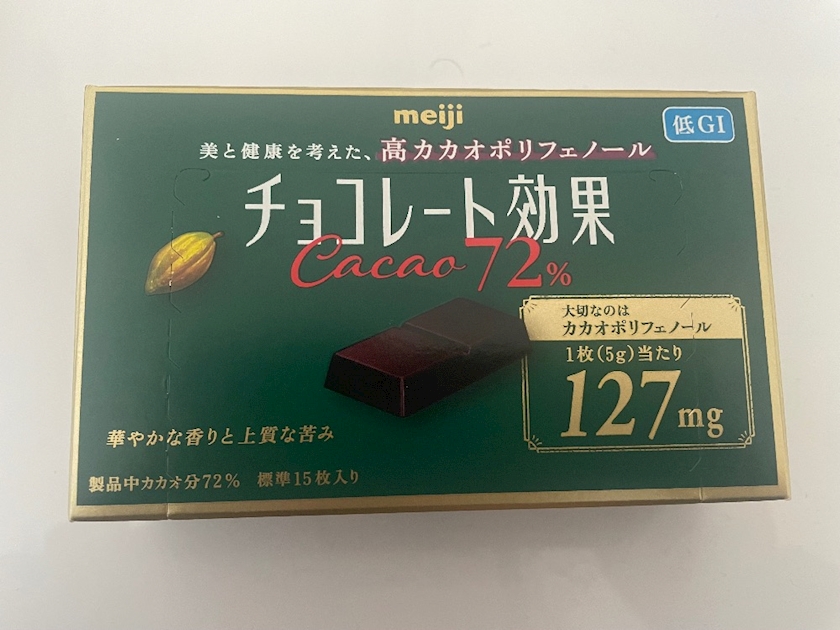 meiji
低GI
美と健康を考えた、高カカオポリフェノール
チョコレート効果
Cacao72%
大切なのは
カカオポリフェノール
1枚(5g)当たり
127mg
華やかな香りと上質な苦み
製品中カカオ分72% 標準15枚入り